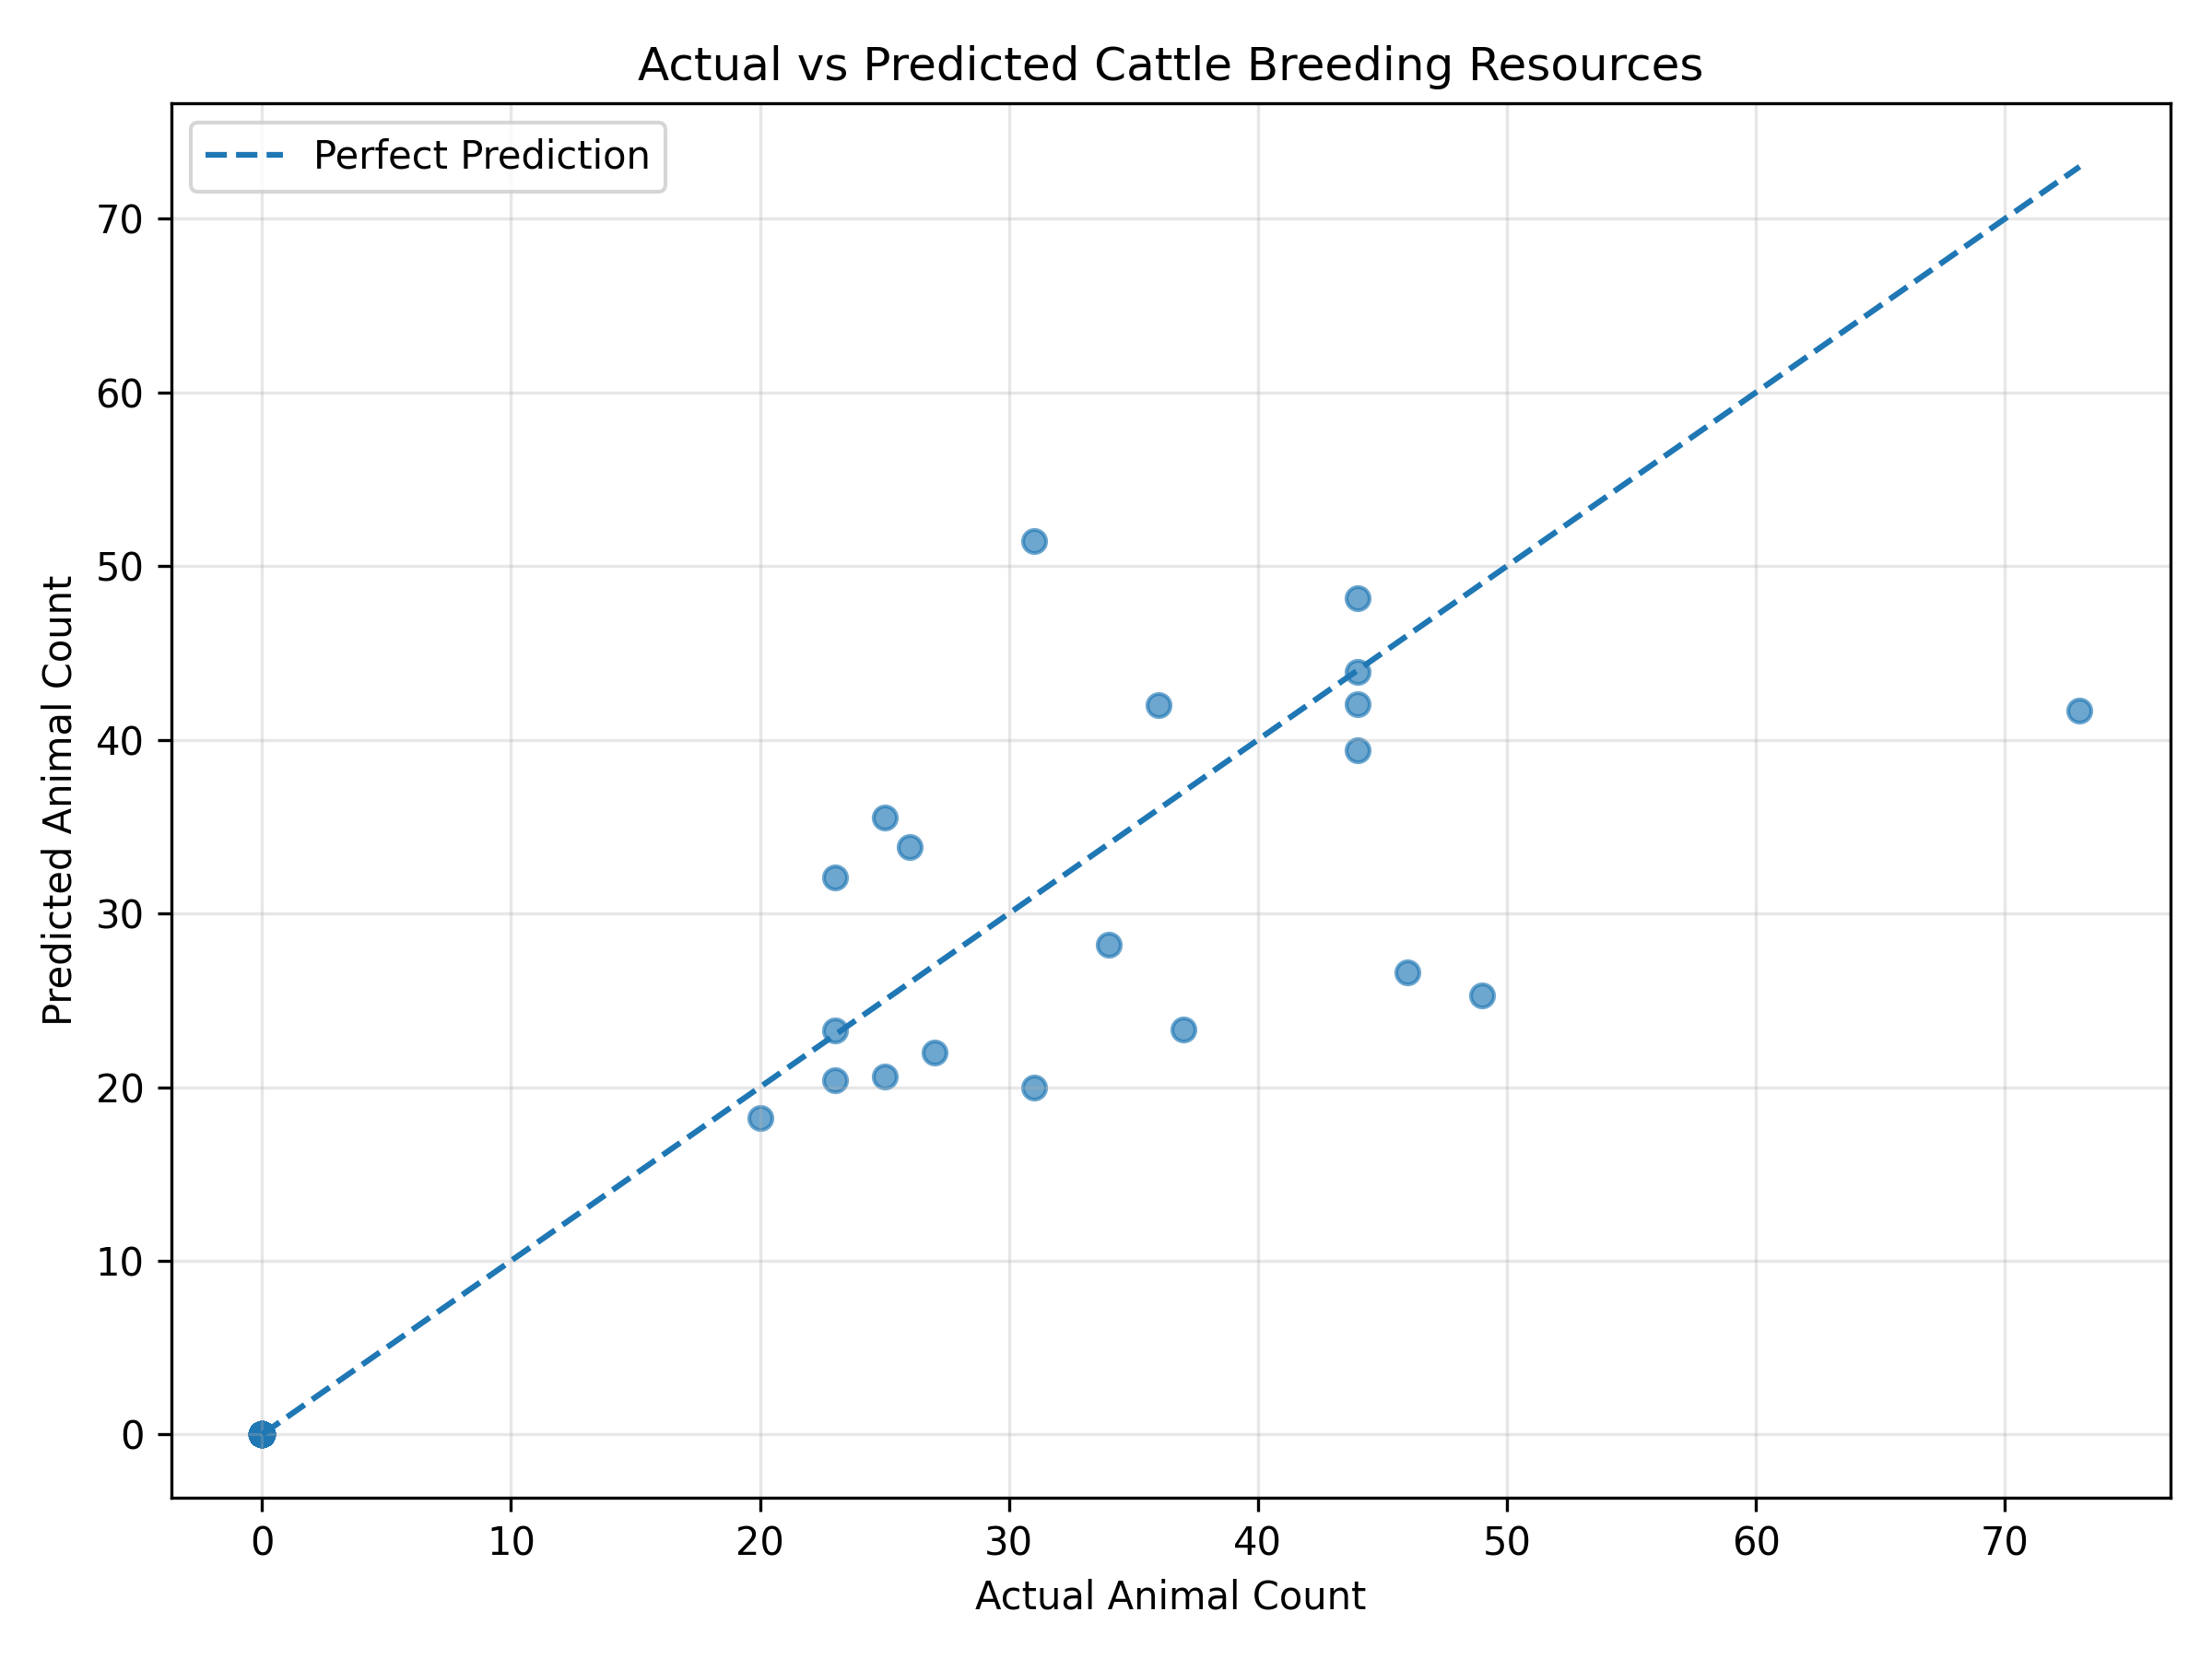 Actual vs Predicted Cattle Breeding Resources
Perfect Prediction
Predicted Animal Count
70
60
50
40
30
20
10
0
0 10 20 30 40 50 60 70
Actual Animal Count